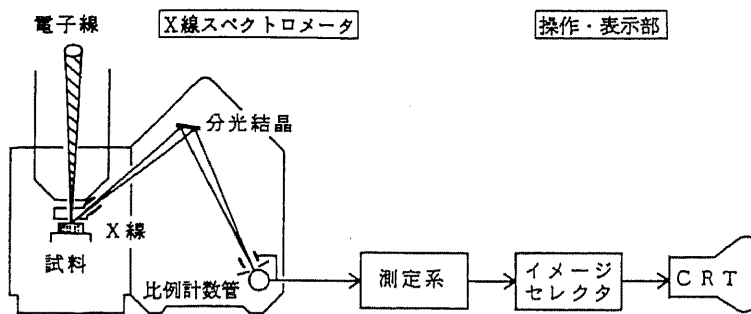 電子線
X線スペクトロメータ
操作・表示部
分光結晶
X線
試料
比例計数管
測定系
イメージ
セレクタ
CRT